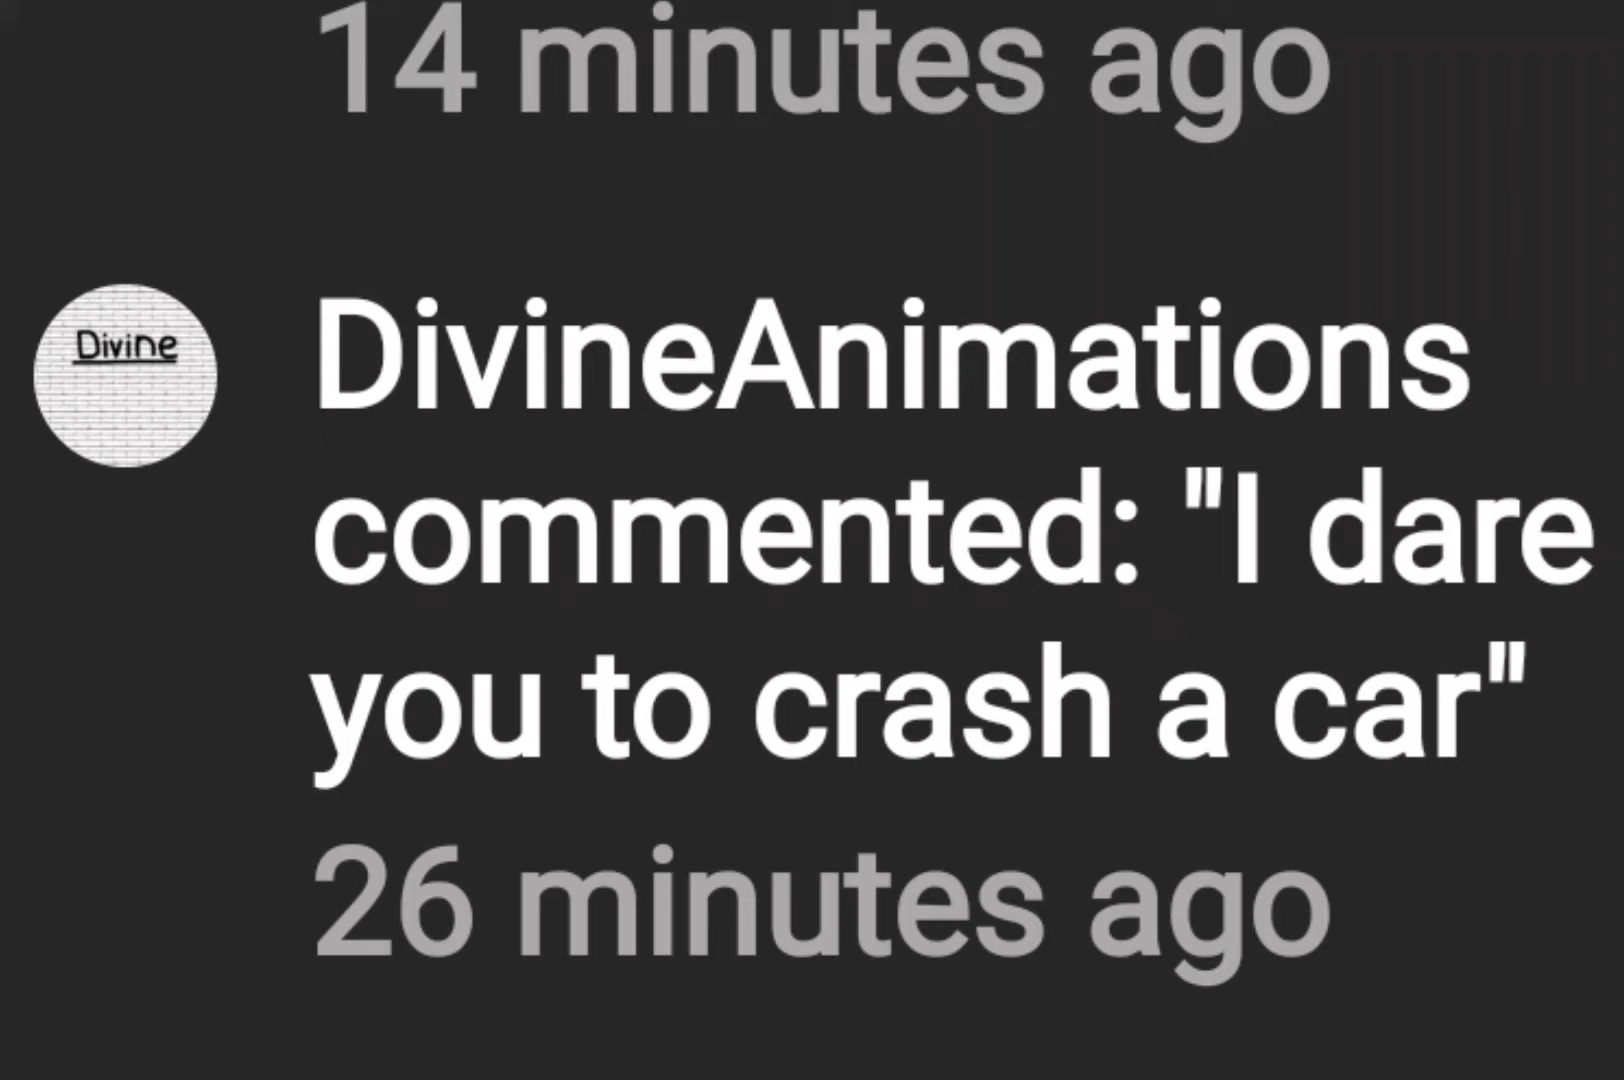 14 minutes ago
Divine
DivineAnimations
commented: "I dare
you to crash a car"
26 minutes ago